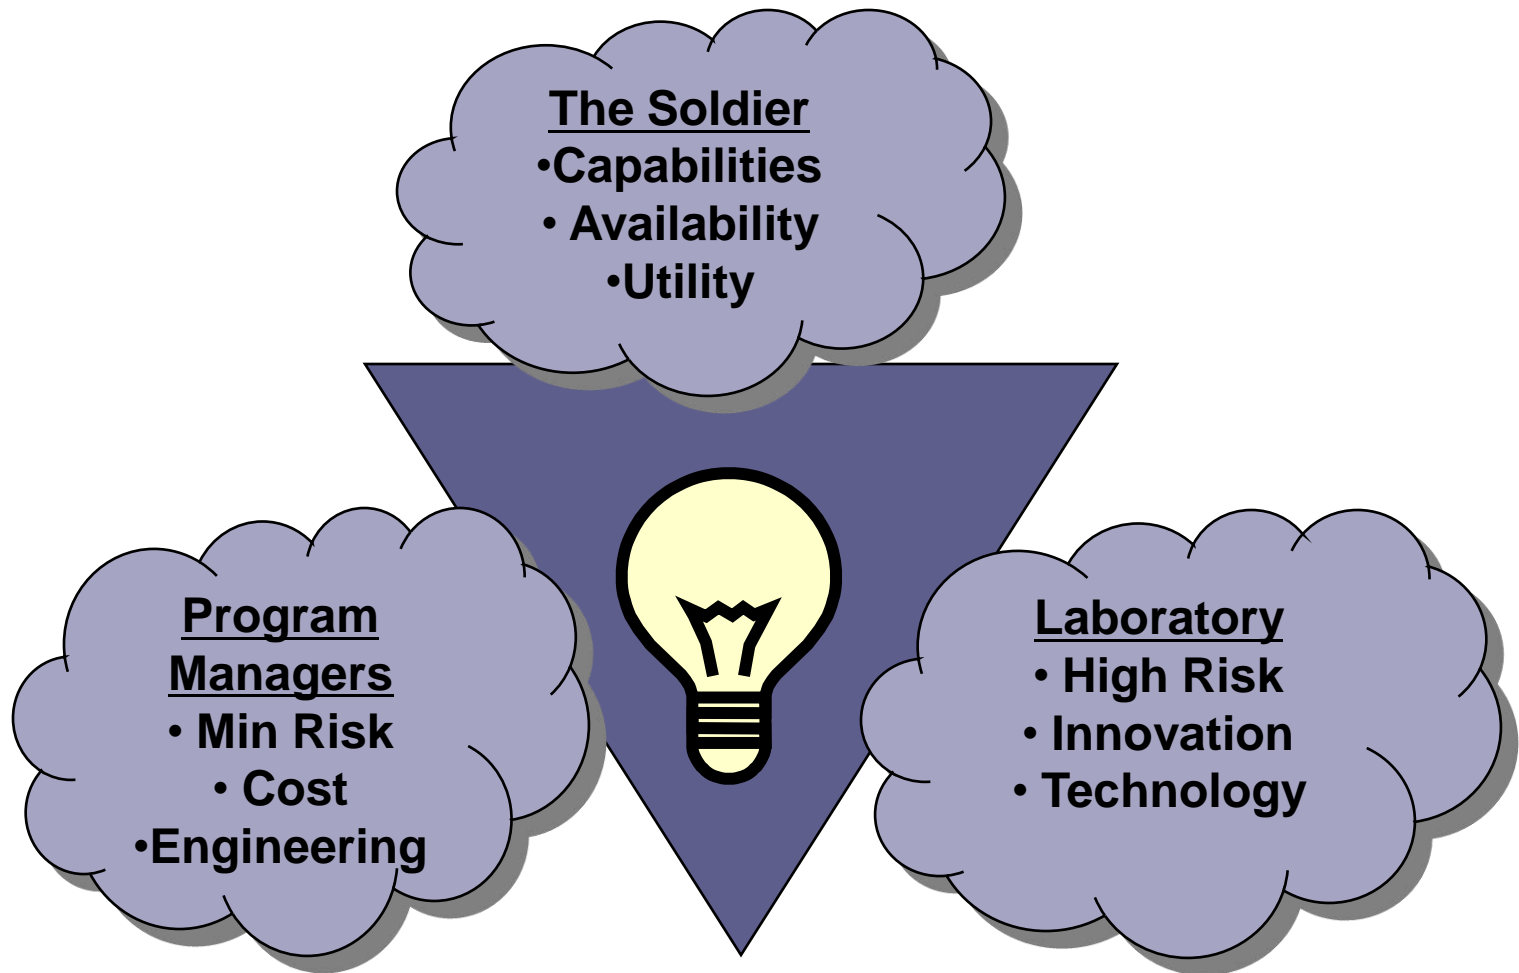 The Soldier
•Capabilities
• Availability
•Utility
Program
Managers
• Min Risk
• Cost
•Engineering
Laboratory
• High Risk
• Innovation
• Technology